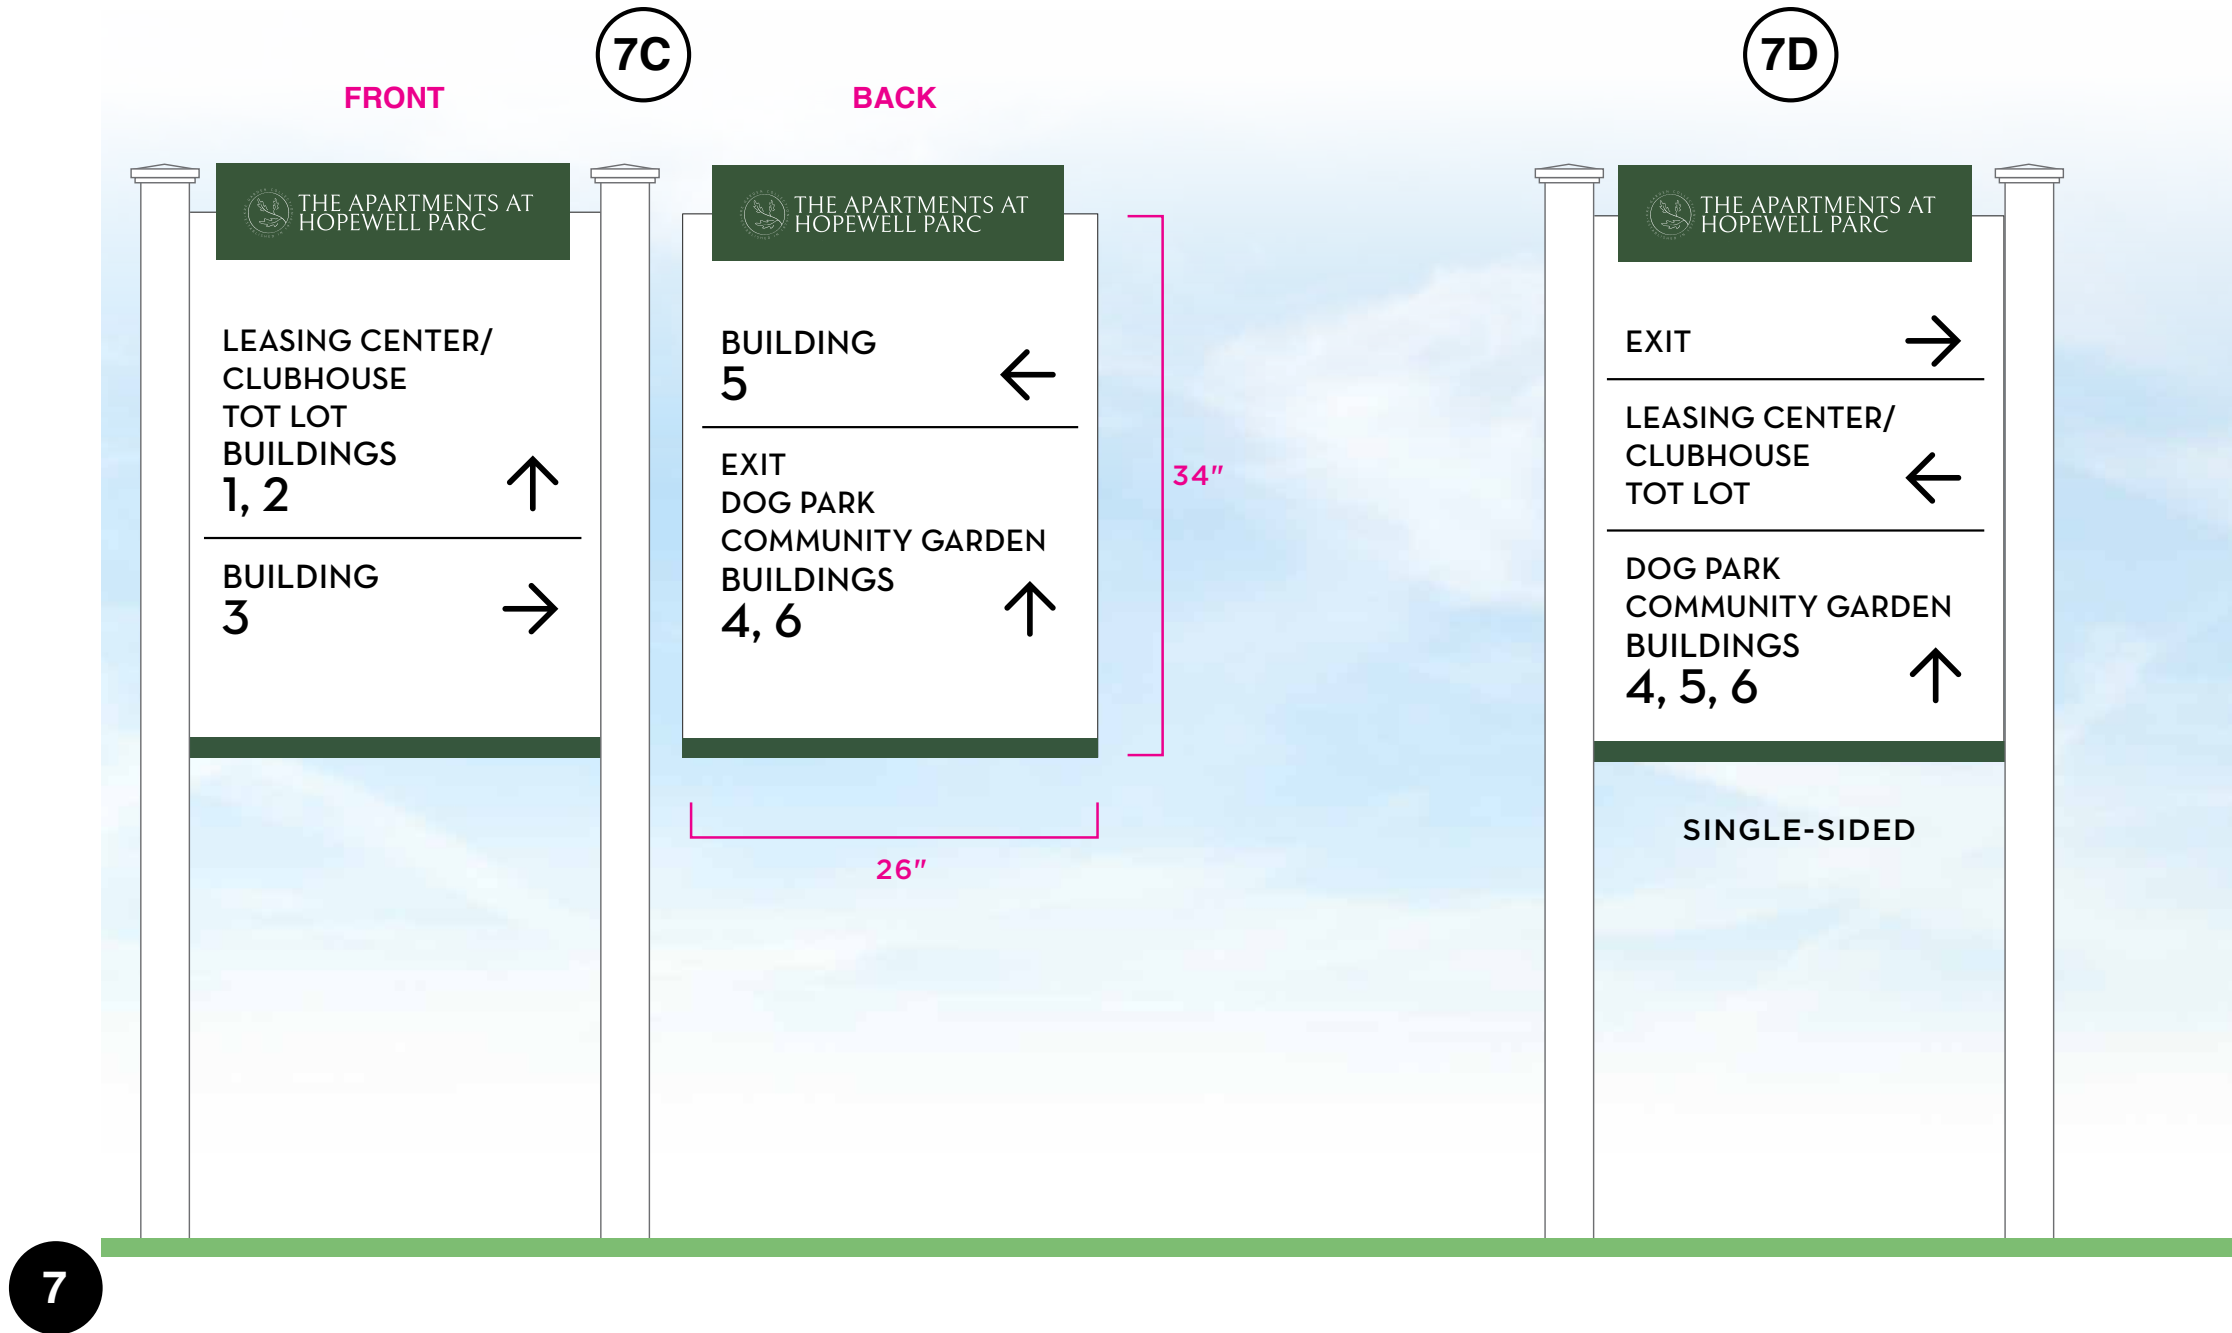 7C
FRONT
BACK
THE APARTMENTS AT
HOPEWELL PARC
LEASING CENTER/
CLUBHOUSE
TOT LOT
BUILDINGS
1, 2
BUILDING
3
THE APARTMENTS AT
HOPEWELL PARC
BUILDING
5
EXIT
DOG PARK
COMMUNITY GARDEN
BUILDINGS
4, 6
34"
26"
7D
THE APARTMENTS AT
HOPEWELL PARC
EXIT
LEASING CENTER/
CLUBHOUSE
TOT LOT
DOG PARK
COMMUNITY GARDEN
BUILDINGS
4, 5, 6
SINGLE-SIDED
7